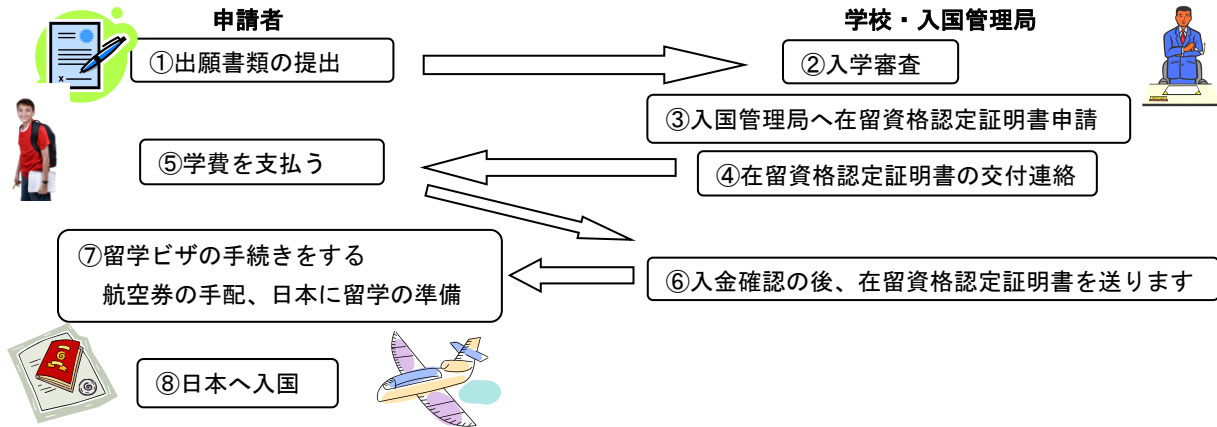 申請者
学校・入国管理局
①出願書類の提出
②入学審査
③入国管理局へ在留資格認定証明書申請
⑤学費を支払う
④在留資格認定証明書の交付連絡
⑦留学ビザの手続きをする
航空券の手配、日本に留学の準備
⑥入金確認の後、在留資格認定証明書を送ります
⑧日本へ入国